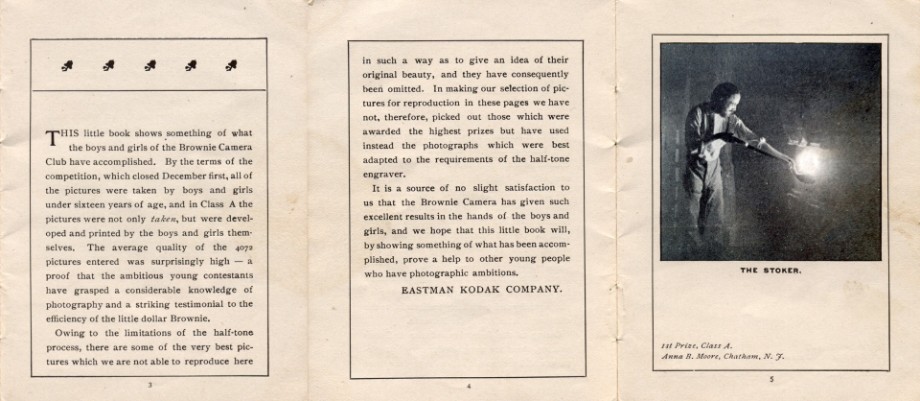 THIS little book shows something of what
the boys and girls of the Brownie Camera
Club have accomplished. By the terms of the
competition, which closed December first, all of
the pictures were taken by boys and girls
under sixteen years of age, and in Class A the
pictures were not only taken, but were devel-
oped and printed by the boys and girls them-
selves. The average quality of the 4072
pictures entered was surprisingly high — a
proof that the ambitious young contestants
have grasped a considerable knowledge of
photography and a striking testimonial to the
efficiency of the little dollar Brownie.
Owing to the limitations of the half-tone
process, there are some of the very best pic-
tures which we are not able to reproduce here
3
in such a way as to give an idea of their
original beauty, and they have consequently
been omitted. In making our selection of pic-
tures for reproduction in these pages we have
not, therefore, picked out those which were
awarded the highest prizes but have used
instead the photographs which were best
adapted to the requirements of the half-tone
engraver.
It is a source of no slight satisfaction to
us that the Brownie Camera has given such
excellent results in the hands of the boys and
girls, and we hope that this little book will,
by showing something of what has been accom-
plished, prove a help to other young people
who have photographic ambitions.
EASTMAN KODAK COMPANY.
4
THE STOKER.
1st Prize, Class A.
Anna B. Moore, Chatham, N. J.
5